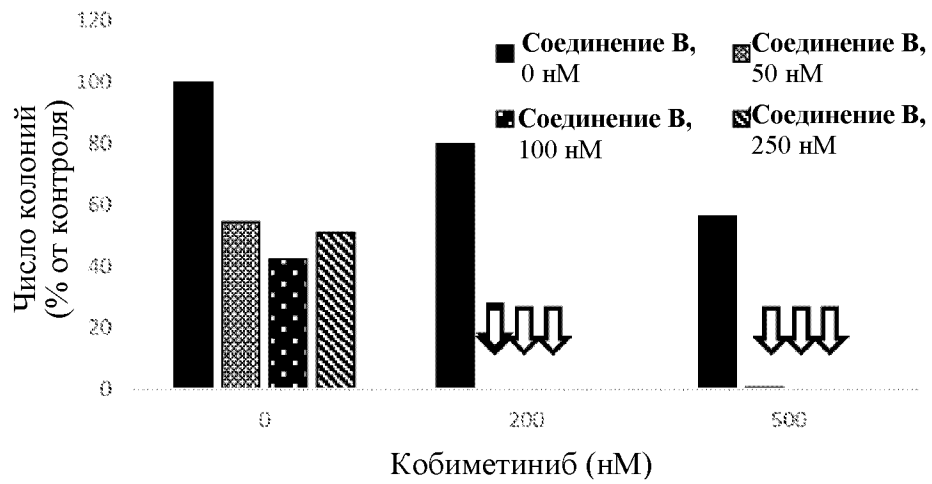 120
100
80
60
40
20
0
Число колоний
(% от контроля)
Соединение B,
0 нМ
Соединение B,
50 нМ
Соединение B,
100 нМ
Соединение B,
250 нМ
0
200
500
Кобиметиниб (нМ)